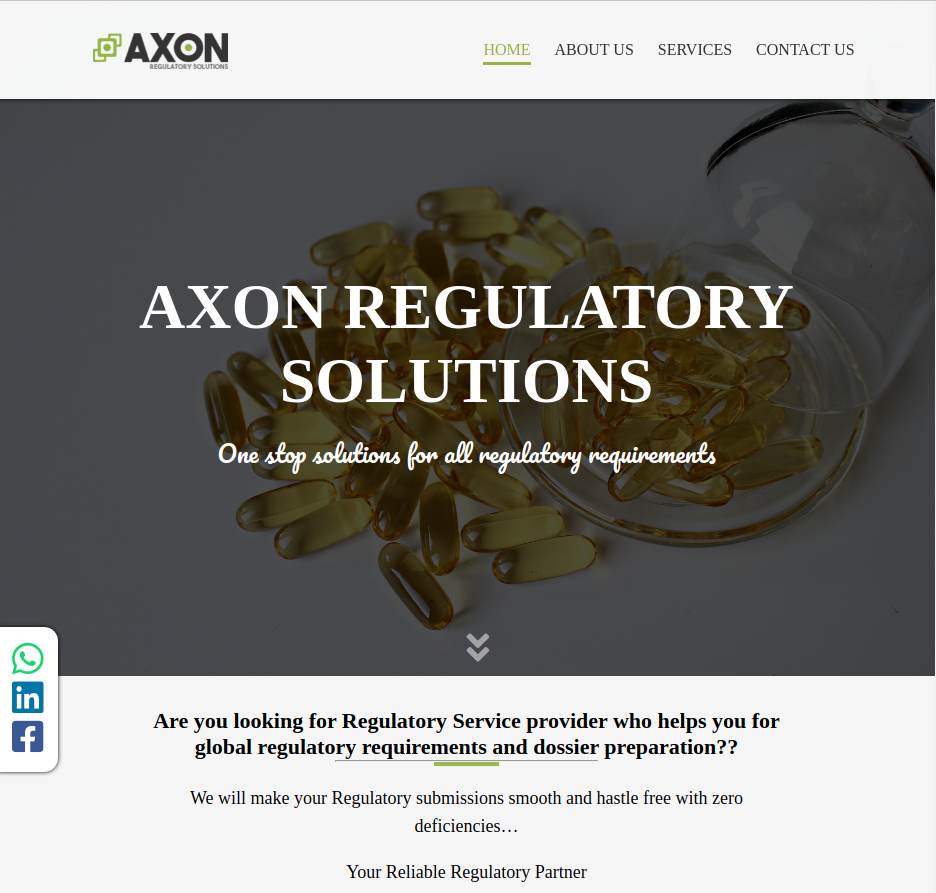 AXON
REGULATORY SOLUTIONS
HOME ABOUT US SERVICES CONTACT US
AXON REGULATORY
SOLUTIONS
One stop solutions for all regulatory requirements
in
Are you looking for Regulatory Service provider who helps you for
global regulatory requirements and dossier preparation??
We will make your Regulatory submissions smooth and hastle free with zero
deficiencies…
Your Reliable Regulatory Partner